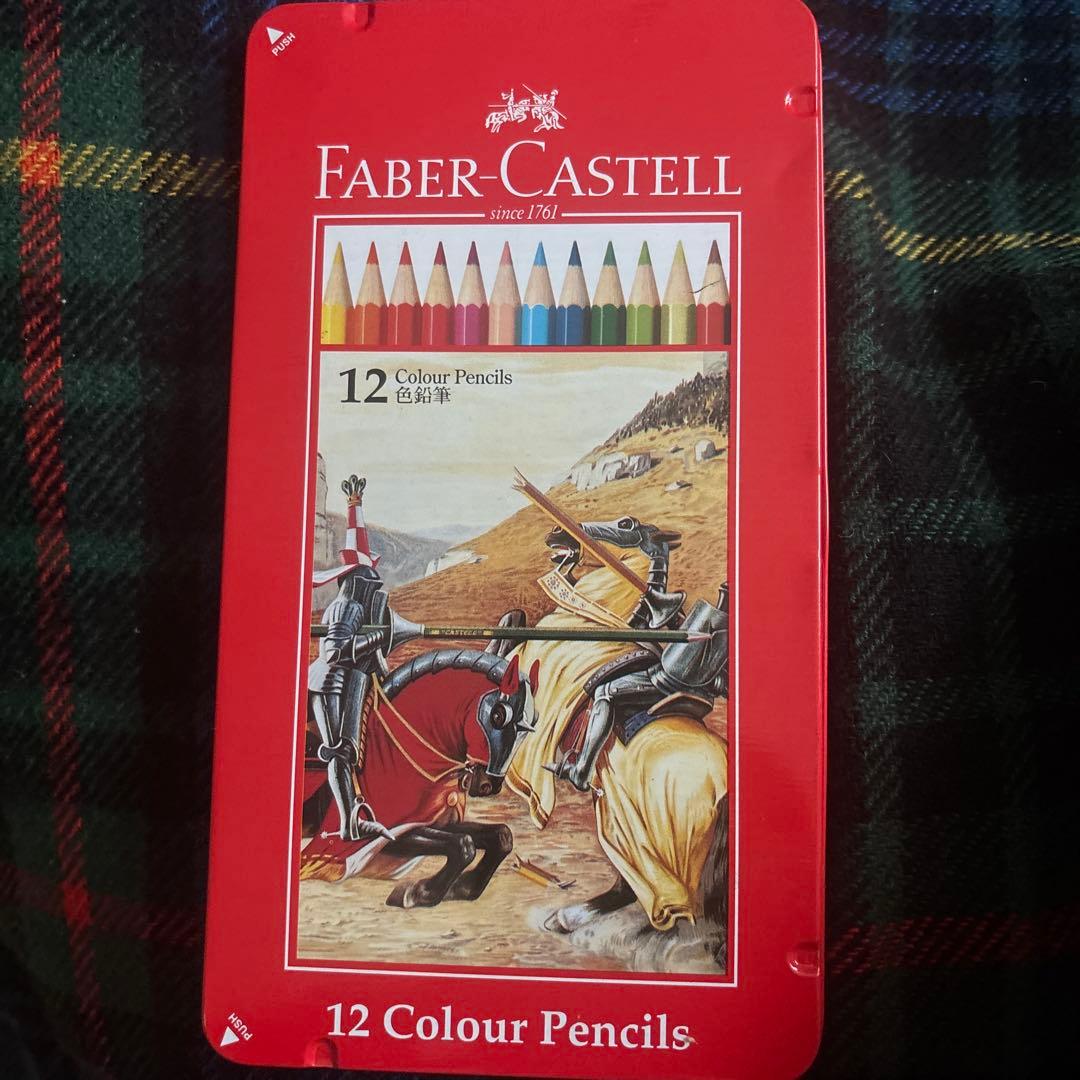 PUSH
FABER-CASTELL
since 1761
12 Colour Pencils
色鉛筆
"CASTELL"
12 Colour Pencils
PUSH